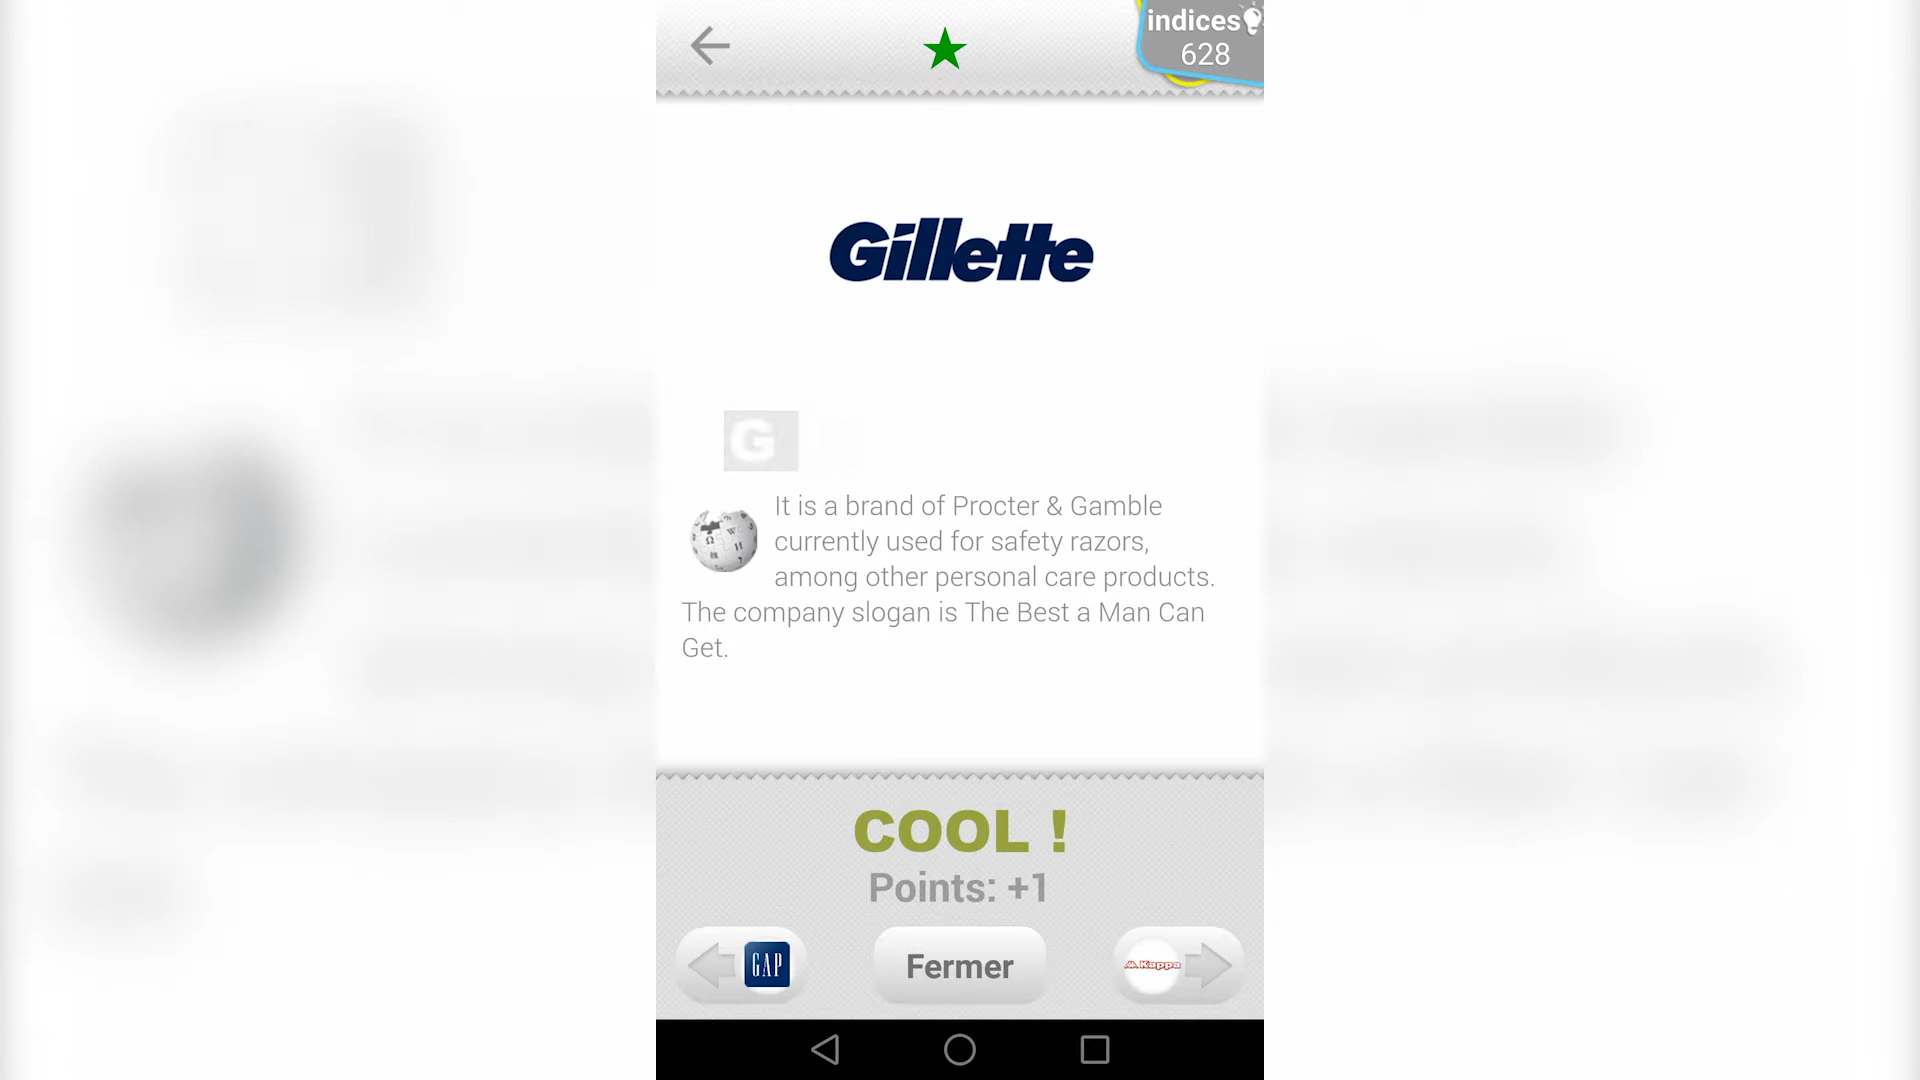 indices
628
Gillette
G
It is a brand of Procter & Gamble
currently used for safety razors,
among other personal care products.
The company slogan is The Best a Man Can
Get.
COOL !
Points: +1
GAP
Fermer
Kappa